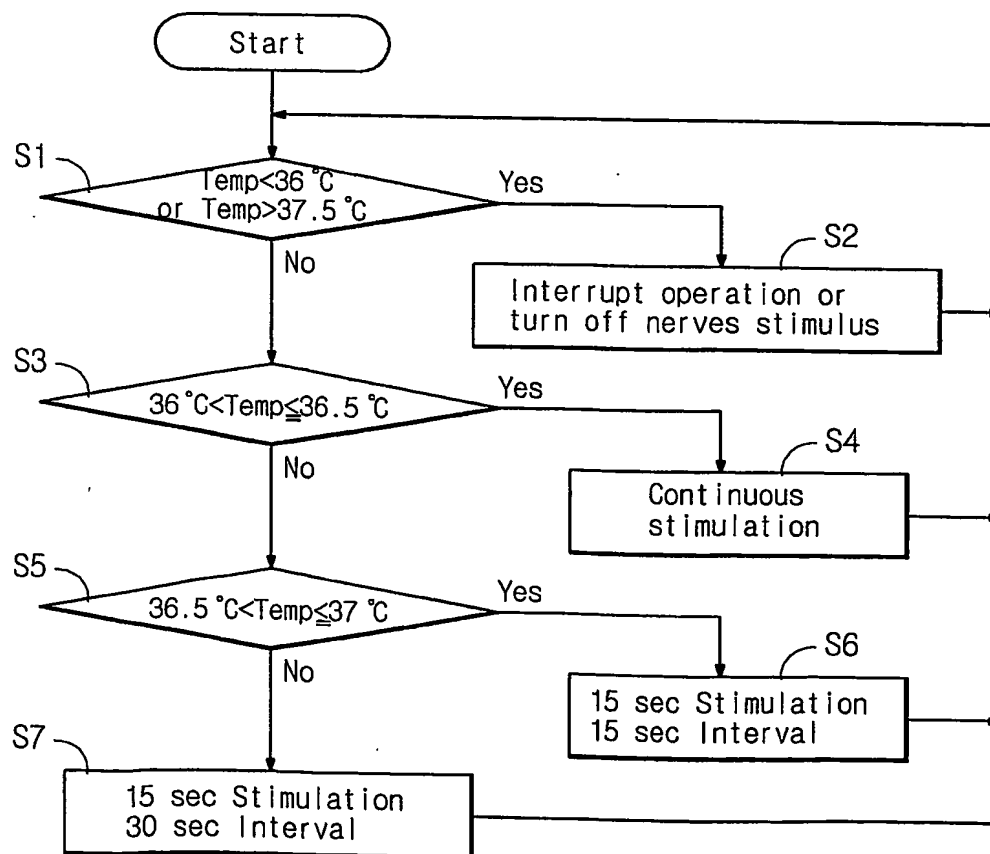 Start
S1
Temp<36°C
or Temp>37.5°C
Yes
No
S2
Interrupt operation or
turn off nerves stimulus
S3
36°C<Temp≦36.5°C
Yes
No
S4
Continuous
stimulation
S5
36.5°C<Temp≦37°C
Yes
No
S6
15 sec Stimulation
15 sec Interval
S7
15 sec Stimulation
30 sec Interval